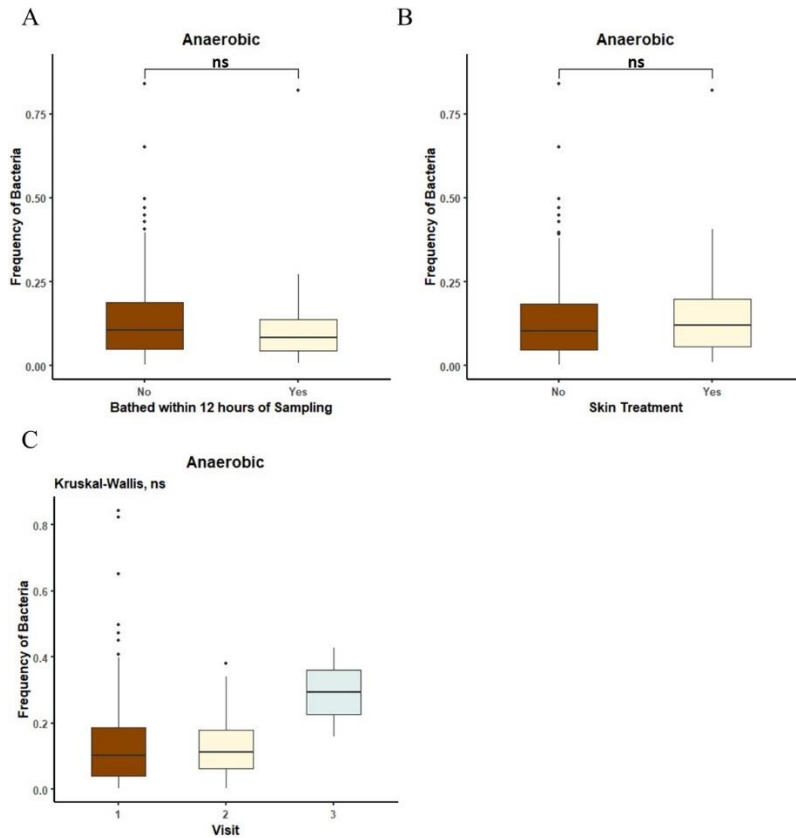 A
Anaerobic
ns
Frequency of Bacteria
0.75
0.50
0.25
0.00
No Yes
Bathed within 12 hours of Sampling
B
Anaerobic
ns
Frequency of Bacteria
0.75
0.50
0.25
0.00
No Yes
Skin Treatment
C
Anaerobic
Kruskal-Wallis, ns
Frequency of Bacteria
0.8
0.6
0.4
0.2
0.0
1 2 3
Visit